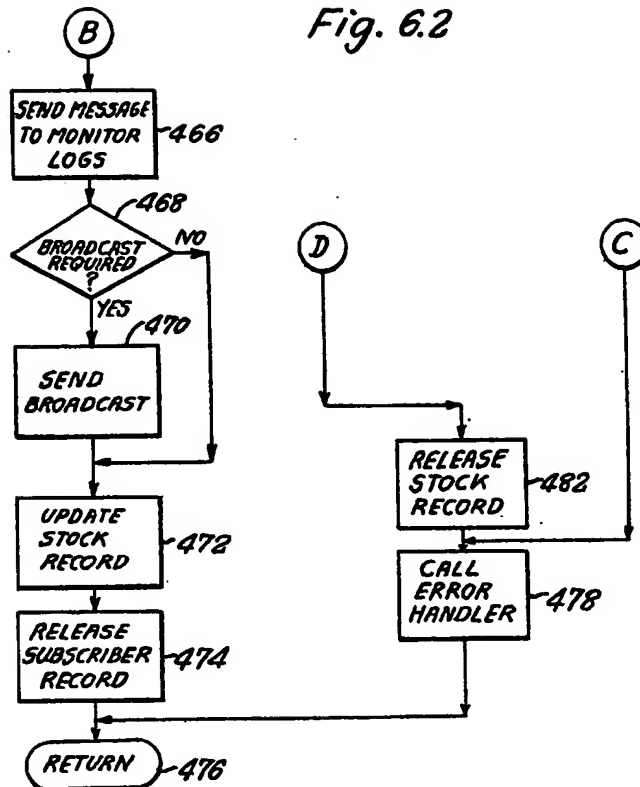 Fig. 6.2
B
SEND MESSAGE
TO MONITOR
LOGS
466
468
BROADCAST
REQUIRED
?
NO
YES
470
SEND
BROADCAST
UPDATE
STOCK
RECORD
472
RELEASE
SUBSCRIBER
RECORD
474
RETURN
476
D
C
RELEASE
STOCK
RECORD
482
CALL
ERROR
HANDLER
478